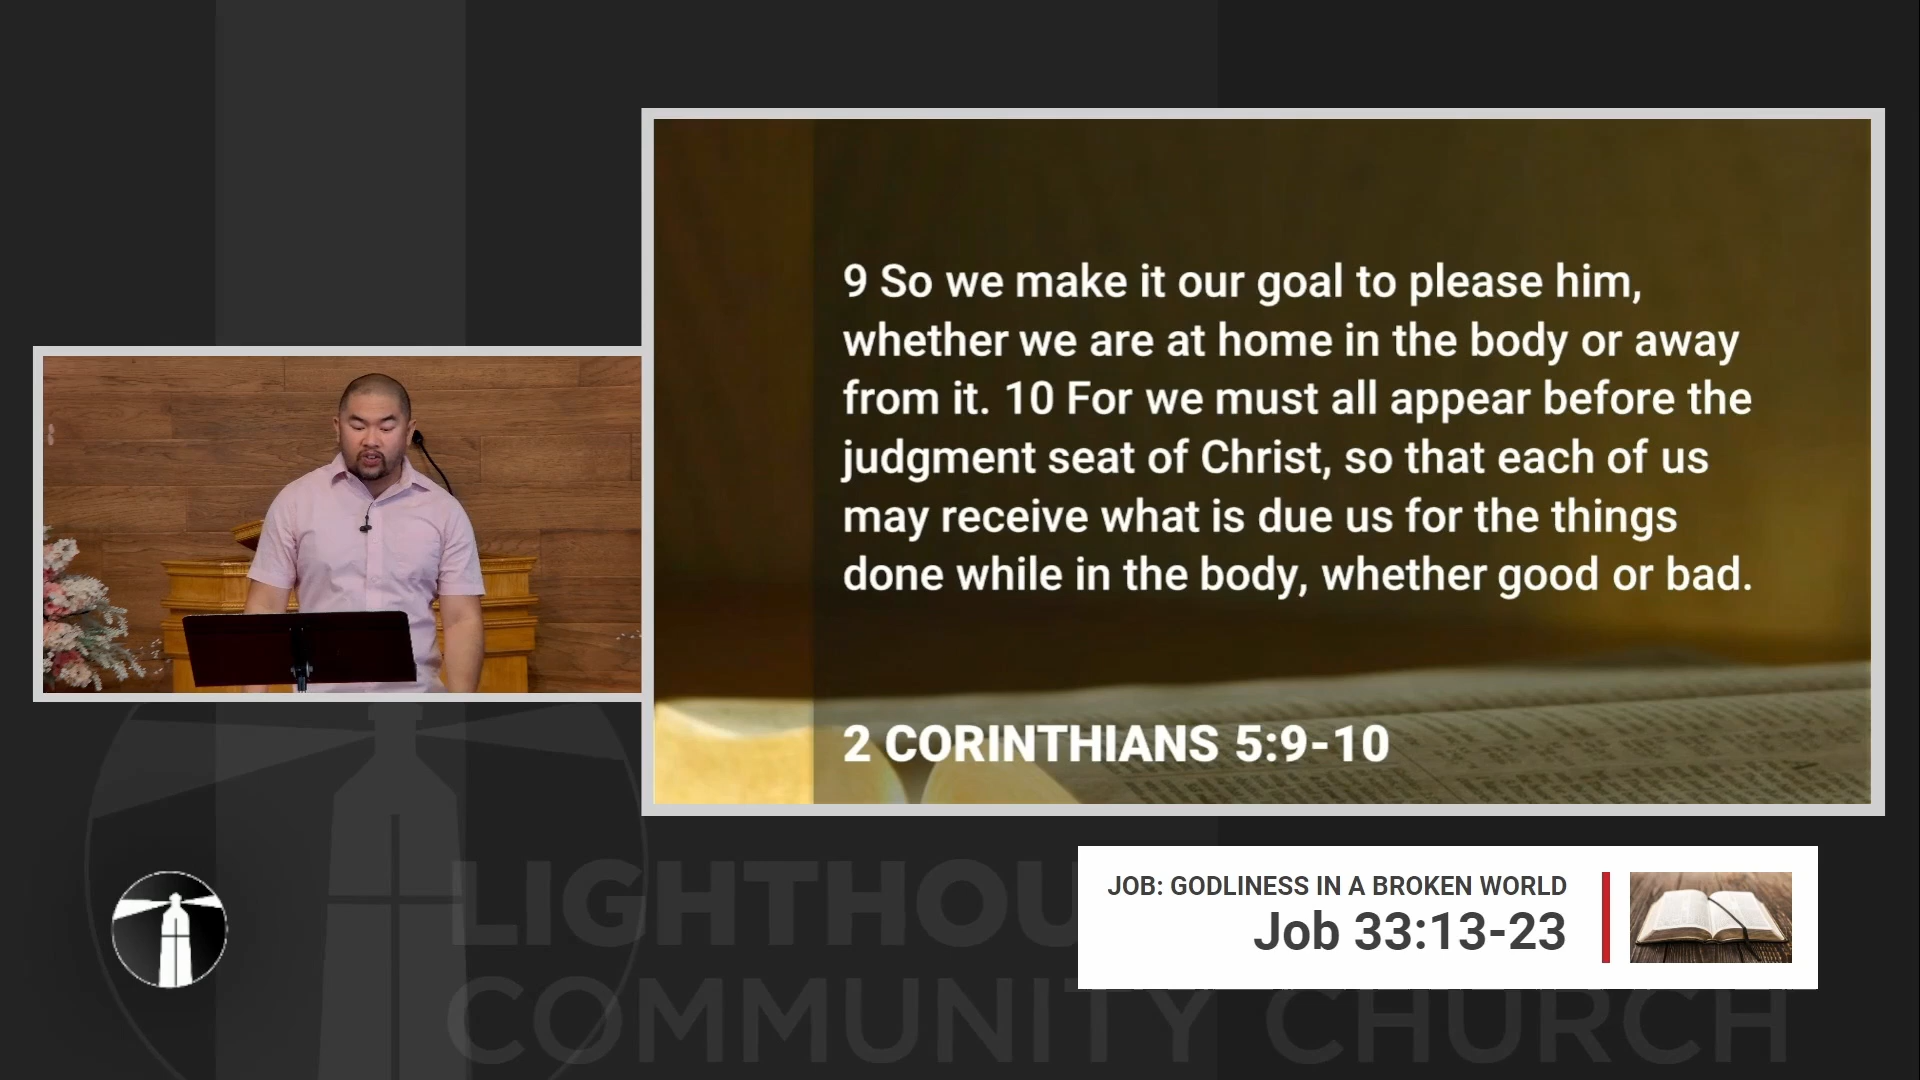 9 So we make it our goal to please him,
whether we are at home in the body or away
from it. 10 For we must all appear before the
judgment seat of Christ, so that each of us
may receive what is due us for the things
done while in the body, whether good or bad.
2 CORINTHIANS 5:9-10
JOB: GODLINESS IN A BROKEN WORLD
Job 33:13-23
LIGHTHOU
COMMUNITY CHURCH